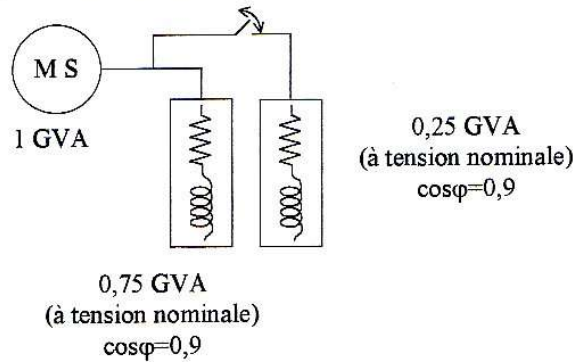 M S
1 GVA
0,25 GVA
(à tension nominale)
cosφ=0,9
0,75 GVA
(à tension nominale)
cosφ=0,9